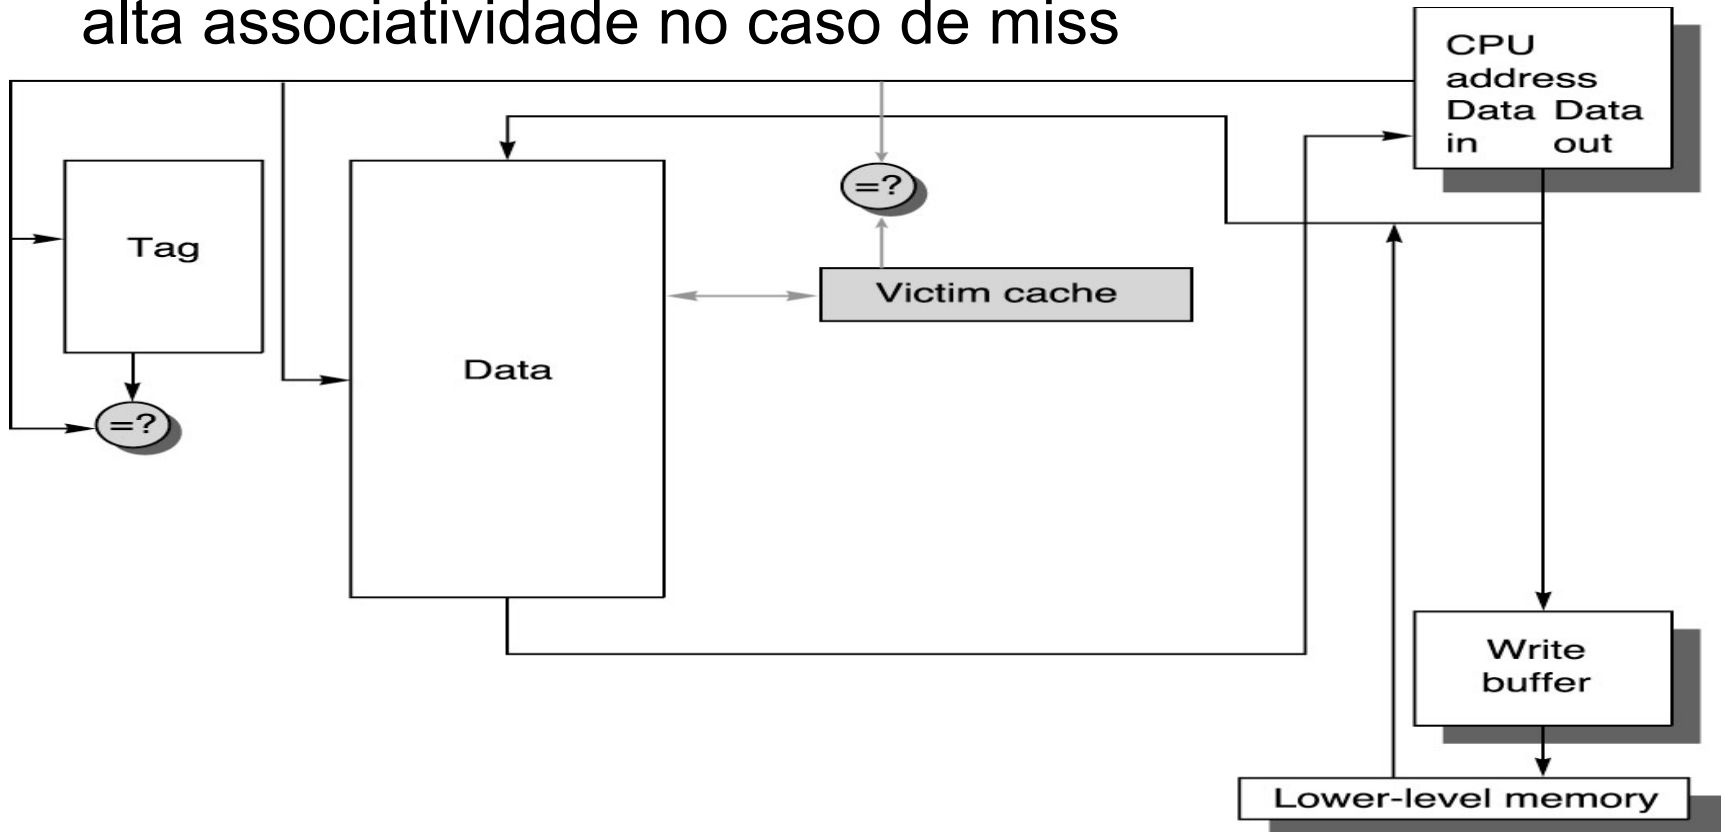 alta associatividade no caso de miss
CPU
address
Data Data
in out
=?
Tag
Victim cache
Data
=?
Write
buffer
Lower-level memory